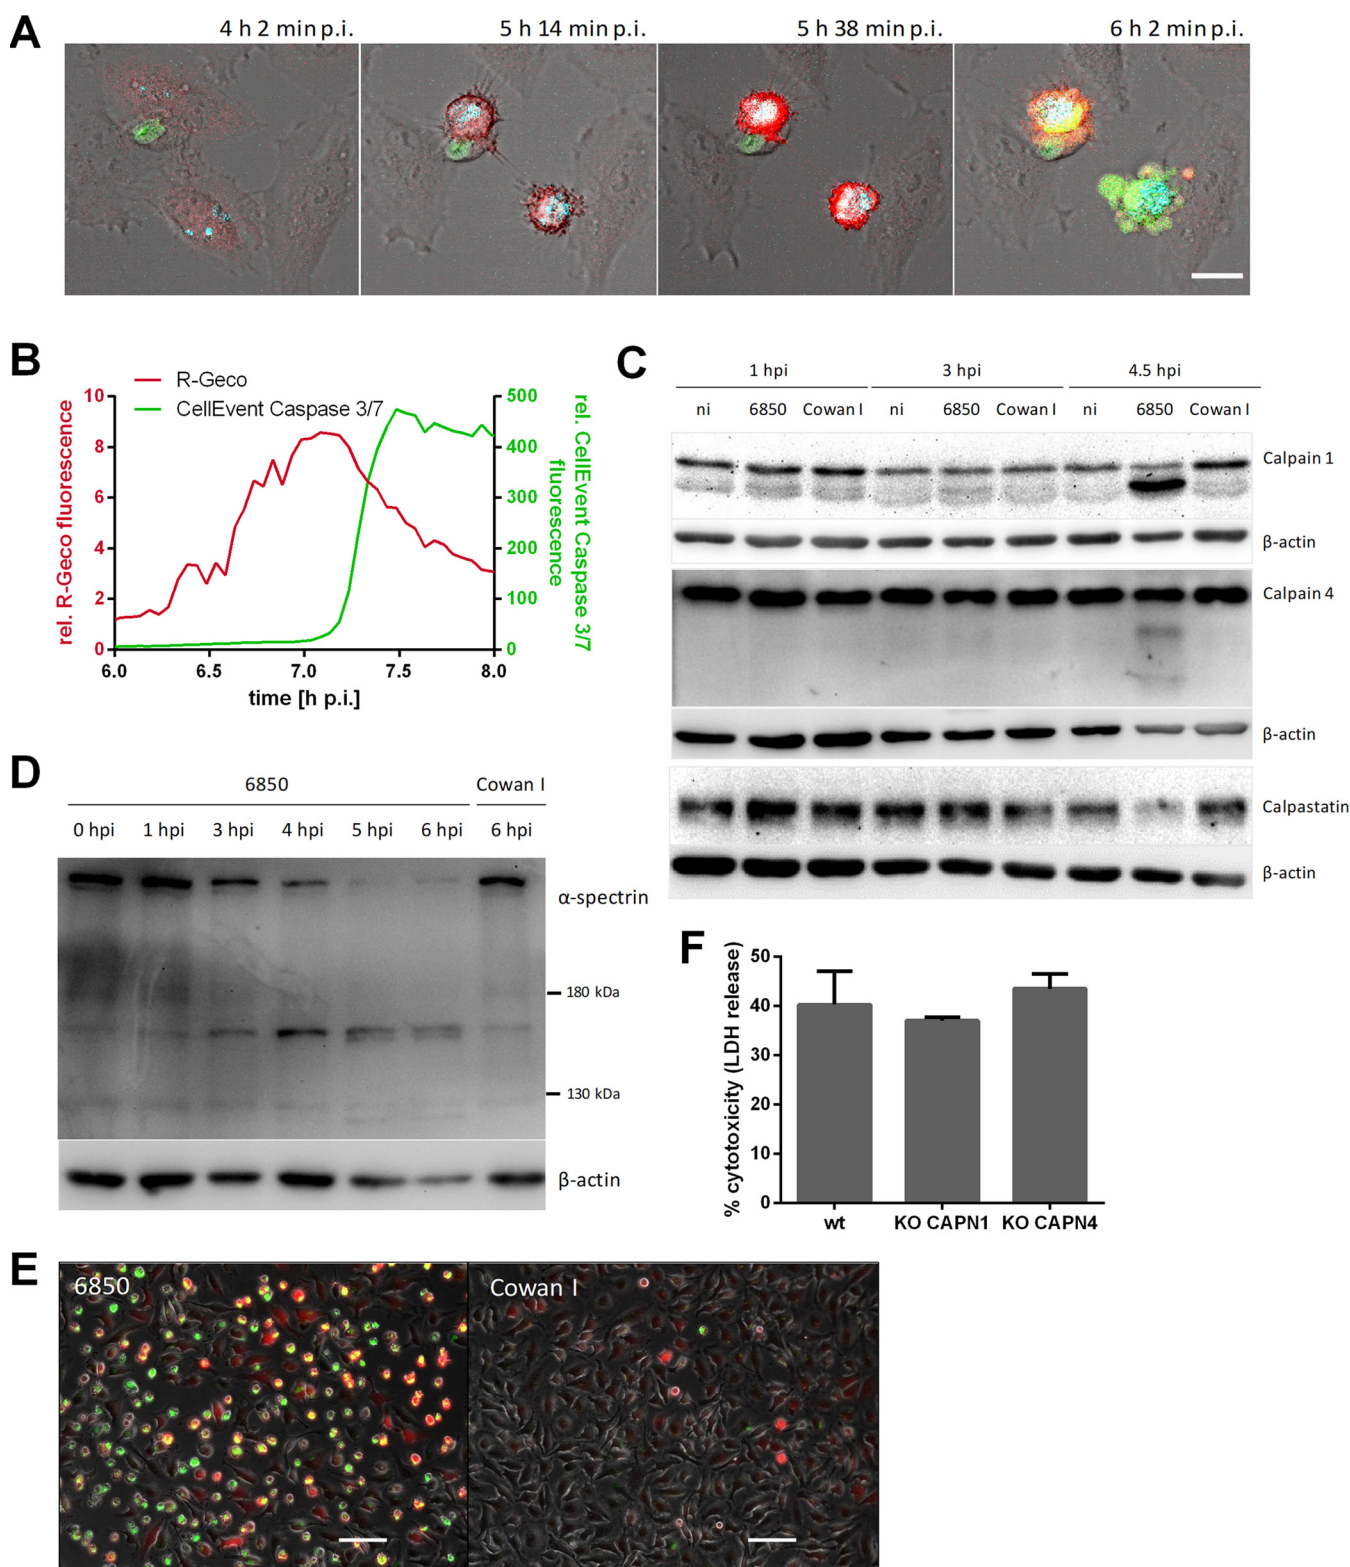 A
4 h 2 min p.i.
5 h 14 min p.i.
5 h 38 min p.i.
6 h 2 min p.i.
B
R-Geco
CellEvent Caspase 3/7
rel. R-Geco fluorescence
10
8
6
4
2
0
500
400
300
200
100
0
rel. CellEvent Caspase 3/7
fluorescence
6.0 6.5 7.0 7.5 8.0
time [h p.i.]
C
1 hpi 3 hpi 4.5 hpi
ni 6850 Cowan I ni 6850 Cowan I ni 6850 Cowan I
Calpain 1
β-actin
Calpain 4
β-actin
Calpastatin
β-actin
D
6850 Cowan I
0 hpi 1 hpi 3 hpi 4 hpi 5 hpi 6 hpi 6 hpi
α-spectrin
180 kDa
130 kDa
β-actin
F
% cytotoxicity (LDH release)
50
40
30
20
10
0
wt KO CAPN1 KO CAPN4
E
6850
Cowan I